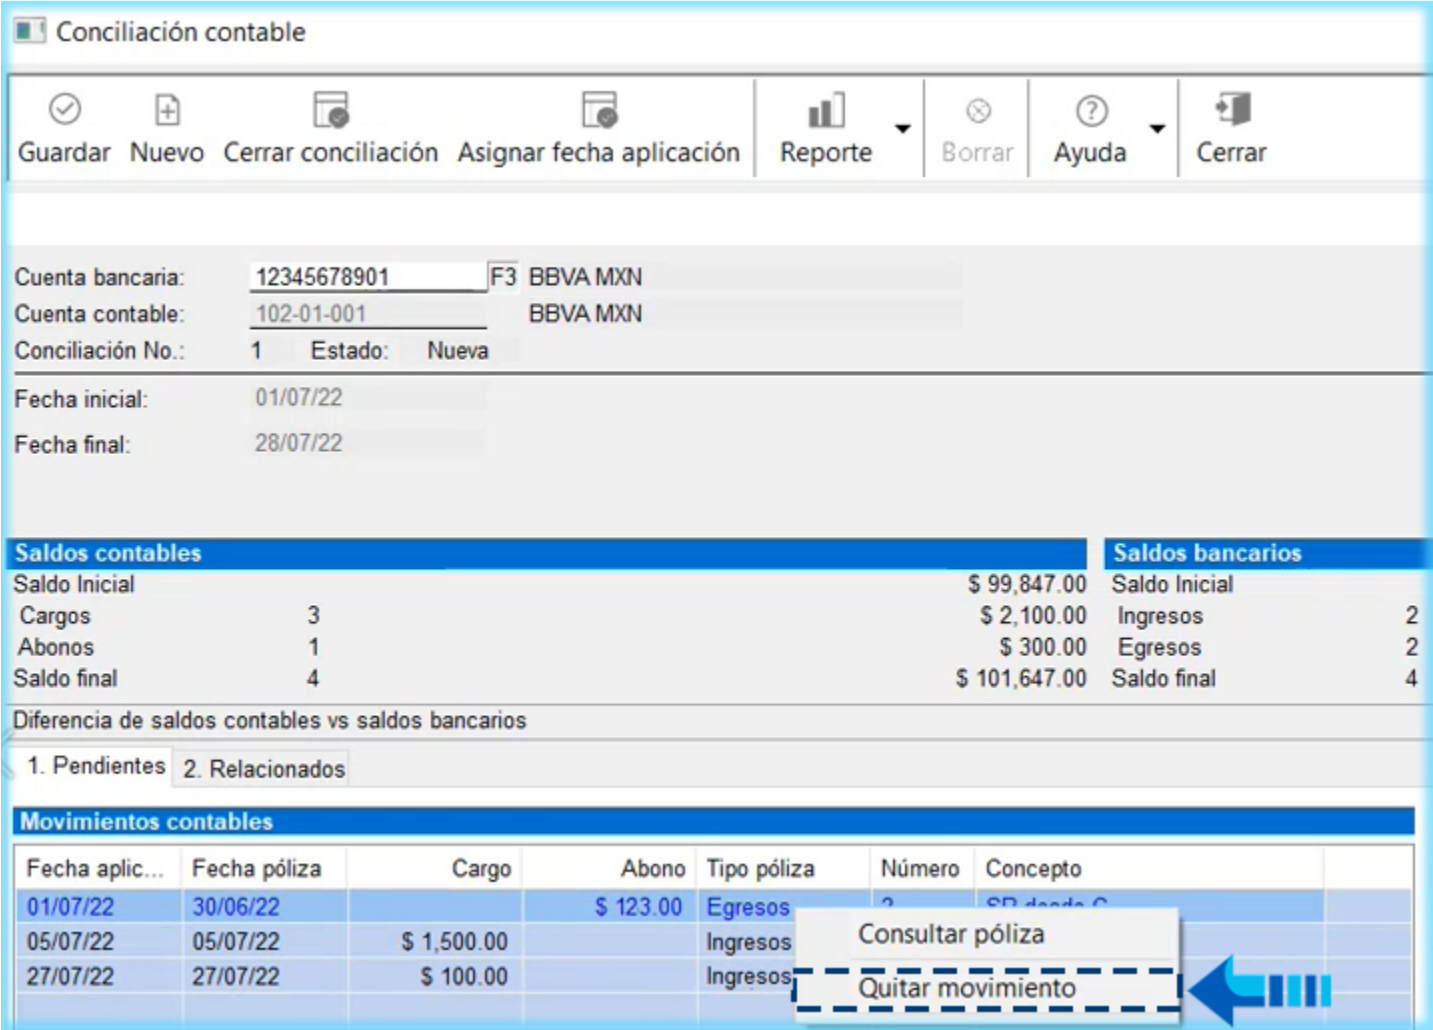 Conciliación contable
Guardar Nuevo Cerrar conciliación Asignar fecha aplicación Reporte Borrar Ayuda Cerrar
Cuenta bancaria: 12345678901 F3 BBVA MXN
Cuenta contable: 102-01-001 BBVA MXN
Conciliación No.: 1 Estado: Nueva
Fecha inicial: 01/07/22
Fecha final: 28/07/22
Saldos contables Saldos bancarios
Saldo Inicial $ 99,847.00 Saldo Inicial
Cargos 3 $ 2,100.00 Ingresos 2
Abonos 1 $ 300.00 Egresos 2
Saldo final 4 $ 101,647.00 Saldo final 4
Diferencia de saldos contables vs saldos bancarios
1. Pendientes 2. Relacionados
Movimientos contables
Fecha aplic... Fecha póliza Cargo Abono Tipo póliza Número Concepto
01/07/22 30/06/22 $ 123.00 Egresos
05/07/22 05/07/22 $ 1,500.00 Ingresos Consultar póliza
27/07/22 27/07/22 $ 100.00 Ingresos Quitar movimiento